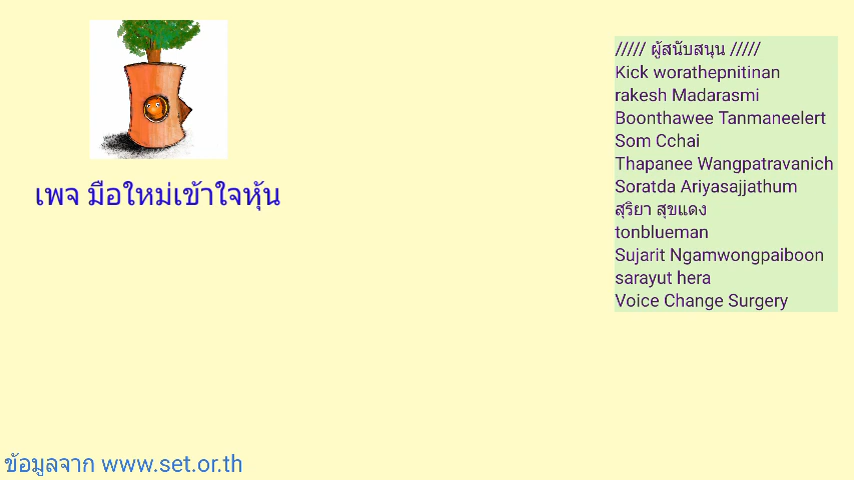 เพจ มือใหม่เข้าใจหุ้น
///// ผู้สนับสนุน /////
Kick worathepnitinan
rakesh Madarasmi
Boonthawee Tanmaneelert
Som Cchai
Thapanee Wangpatravanich
Soratda Ariyasajjathum
สุริยา สุขแดง
tonblueman
Sujarit Ngamwongpaiboon
sarayut hera
Voice Change Surgery
ข้อมูลจาก www.set.or.th